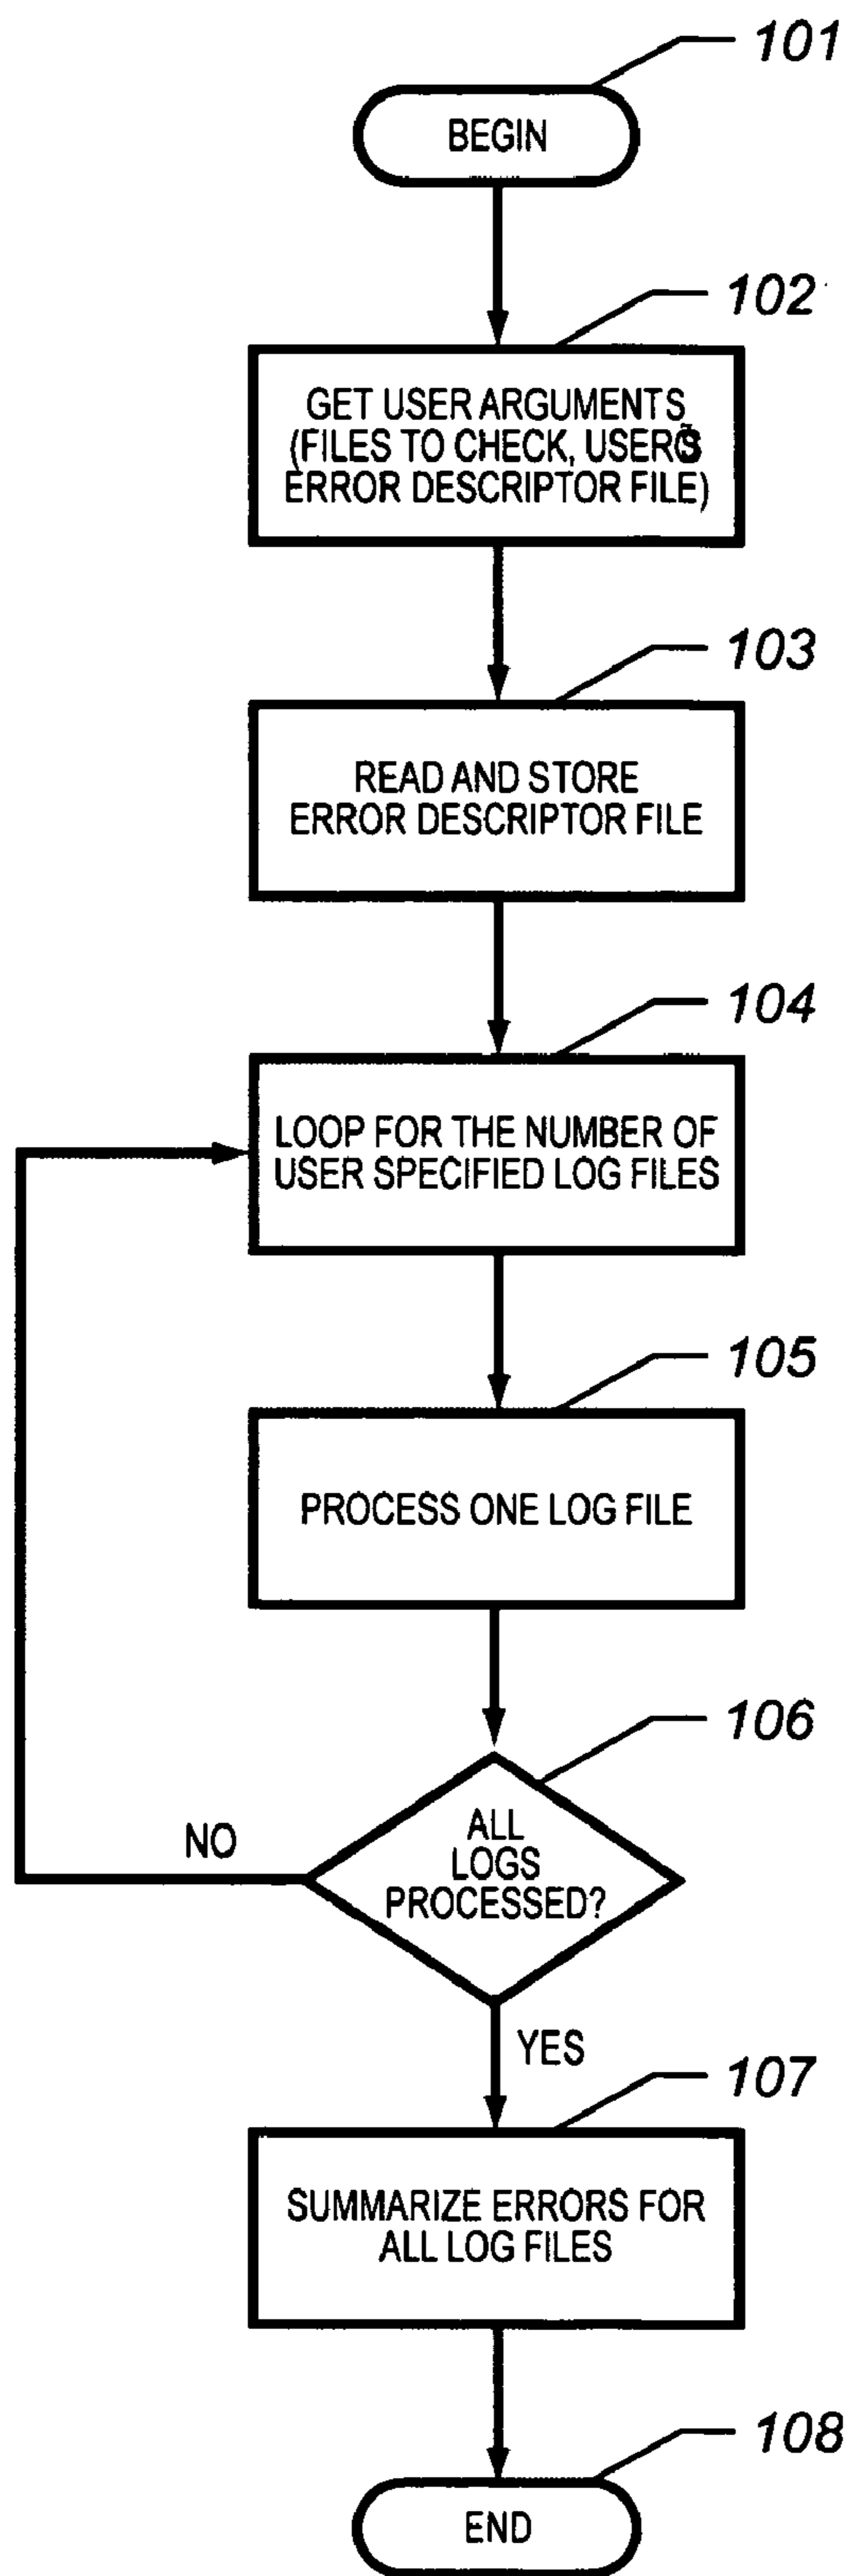 101
BEGIN
102
GET USER ARGUMENTS
(FILES TO CHECK, USER'S
ERROR DESCRIPTOR FILE)
103
READ AND STORE
ERROR DESCRIPTOR FILE
104
LOOP FOR THE NUMBER OF
USER SPECIFIED LOG FILES
105
PROCESS ONE LOG FILE
106
ALL
LOGS
PROCESSED?
NO
YES
107
SUMMARIZE ERRORS FOR
ALL LOG FILES
108
END